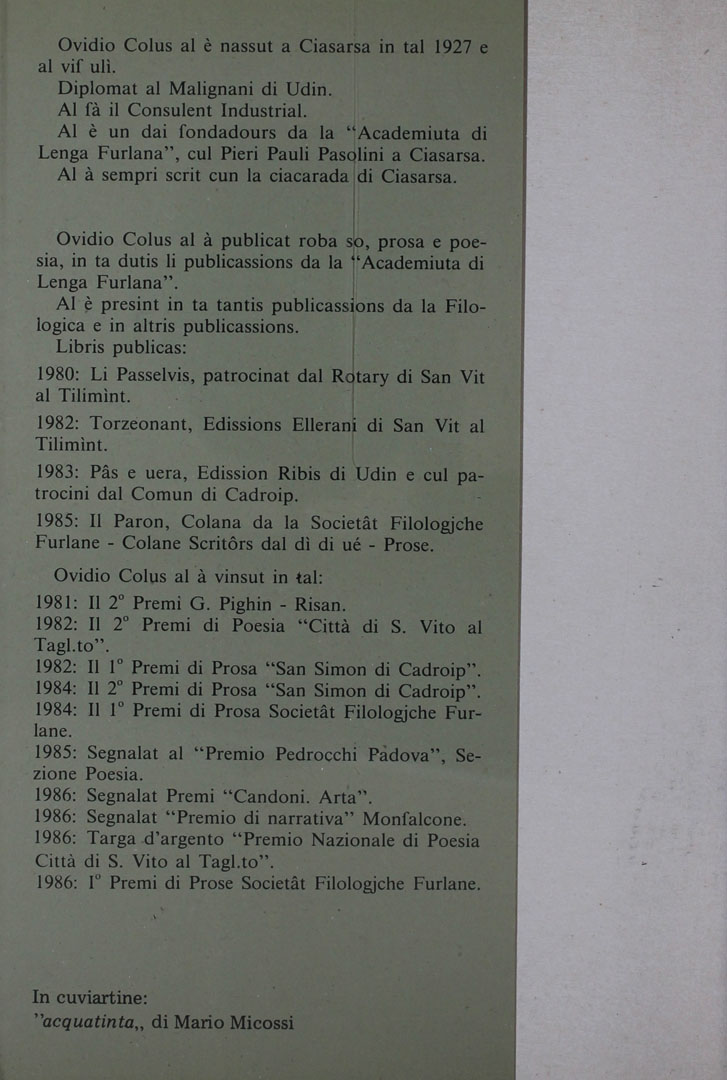 Ovidio Colus al è nassut a Ciasarsa in tal 1927 e
al vif ulì.
Diplomat al Malignani di Udin.
Al fà il Consulent Industrial.
Al è un dai fondadours da la “Academiuta di
Lenga Furlana”, cul Pieri Pauli Pasolini a Ciasarsa.
Al à sempri scrit cun la ciacarada di Ciasarsa.
Ovidio Colus al à publicat roba so, prosa e poe-
sia, in ta dutis li publicassions da la “Academiuta di
Lenga Furlana”.
Al è presint in ta tantis publicassions da la Filo-
logica e in altris publicassions.
Libris publicas:
1980: Li Passelvis, patrocinat dal Rotary di San Vit
al Tilimìnt.
1982: Torzeonant, Edissions Ellerani di San Vit al
Tilimìnt.
1983: Pâs e uera, Edission Ribis di Udin e cul pa-
trocini dal Comun di Cadroip.
1985: Il Paron, Colana da la Societât Filologjche
Furlane - Colane Scritôrs dal dì di ué - Prose.
Ovidio Colus al à vinsut in tal:
1981: Il 2° Premi G. Pighin - Risan.
1982: Il 2° Premi di Poesia “Città di S. Vito al
Tagl.to”.
1982: Il 1° Premi di Prosa “San Simon di Cadroip”.
1984: Il 2° Premi di Prosa “San Simon di Cadroip”.
1984: Il 1° Premi di Prosa Societât Filologjche Fur-
lane.
1985: Segnalat al “Premio Pedrocchi Padova”, Se-
zione Poesia.
1986: Segnalat Premi “Candoni. Arta”.
1986: Segnalat “Premio di narrativa” Monfalcone.
1986: Targa d'argento “Premio Nazionale di Poesia
Città di S. Vito al Tagl.to”.
1986: 1° Premi di Prose Societât Filologjche Furlane.
In cuviartine:
”acquatinta,, di Mario Micossi